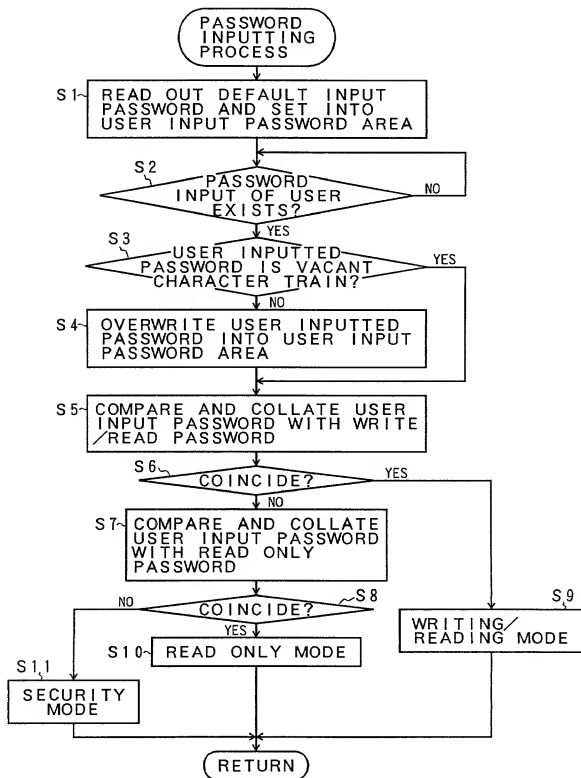 PASSWORD
INPUTTING
PROCESS
S1
READ OUT DEFAULT INPUT
PASSWORD AND SET INTO
USER INPUT PASSWORD AREA
S2
PASSWORD
INPUT OF USER
EXISTS?
NO
YES
S3
USER INPUTTED
PASSWORD IS VACANT
CHARACTER TRAIN?
YES
NO
S4
OVERWRITE USER INPUTTED
PASSWORD INTO USER INPUT
PASSWORD AREA
S5
COMPARE AND COLLATE USER
INPUT PASSWORD WITH WRITE
/READ PASSWORD
S6
COINCIDE?
YES
NO
S7
COMPARE AND COLLATE
USER INPUT PASSWORD
WITH READ ONLY
PASSWORD
S8
COINCIDE?
NO
YES
S9
WRITING/
READING MODE
S10
READ ONLY MODE
S11
SECURITY
MODE
RETURN